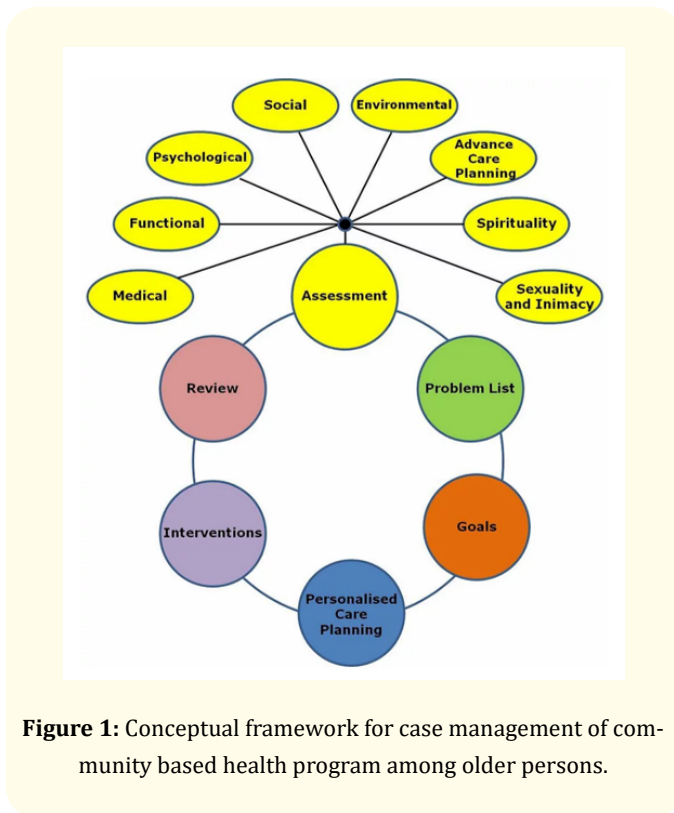 Social
Environmental
Psychological
Advance
Care
Planning
Functional
Spirituality
Medical
Assessment
Sexuality
and Inimacy
Review
Problem List
Interventions
Goals
Personalised
Care
Planning
Figure 1: Conceptual framework for case management of com-
munity based health program among older persons.